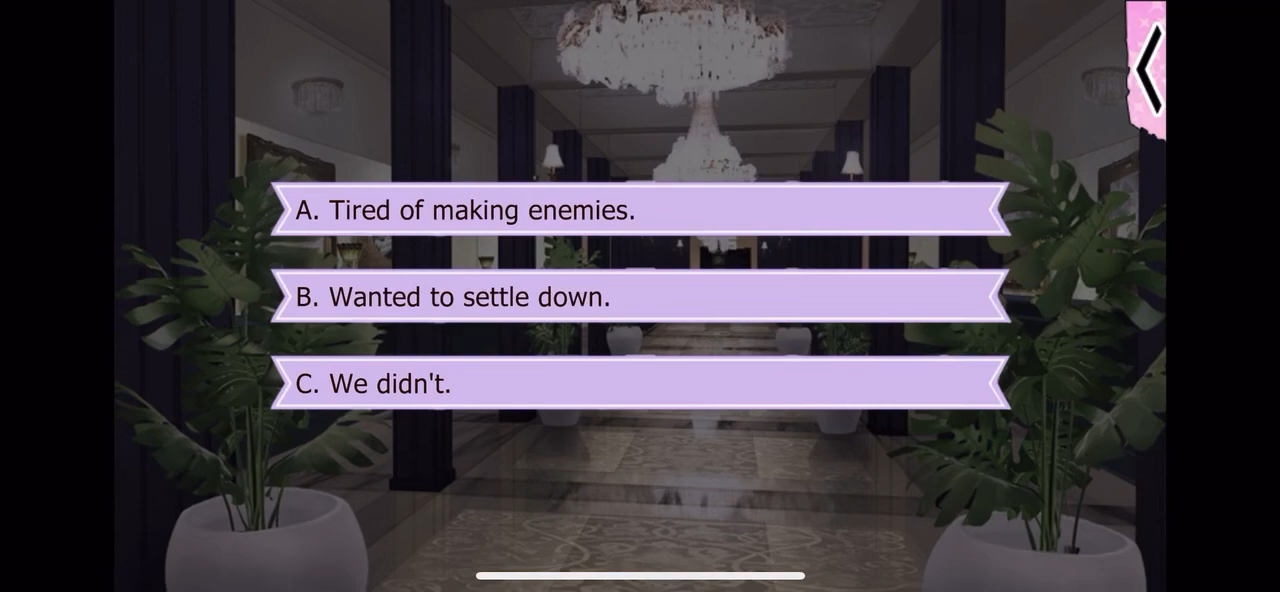 A. Tired of making enemies.
B. Wanted to settle down.
C. We didn't.